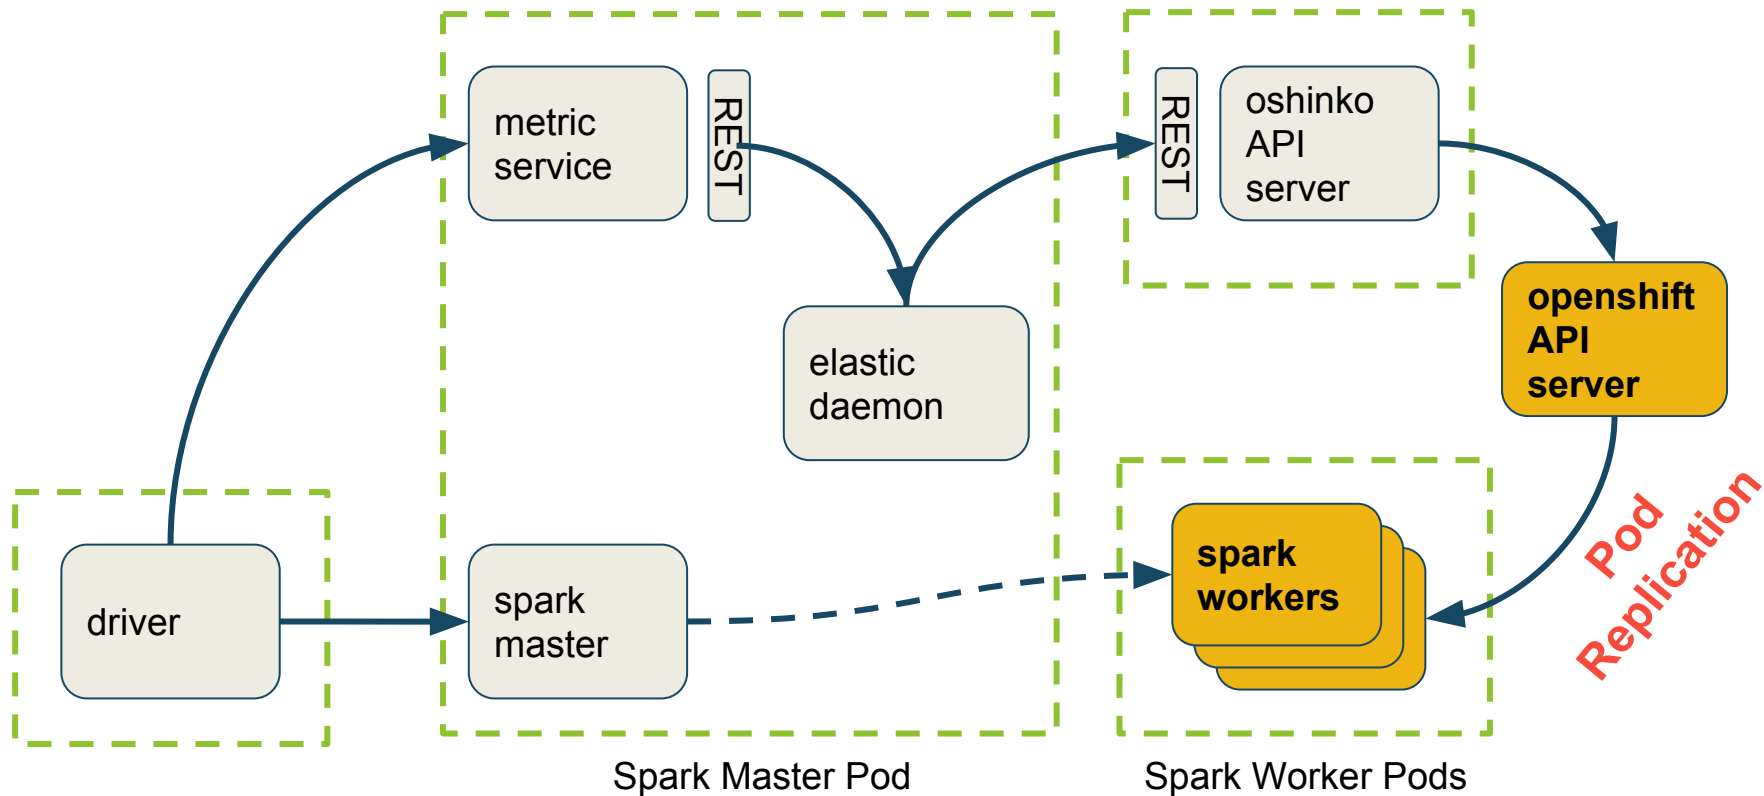 metric
service
REST
REST
oshinko
API
server
openshift
API
server
elastic
daemon
driver
spark
master
spark
workers
Pod
Replication
Spark Master Pod
Spark Worker Pods